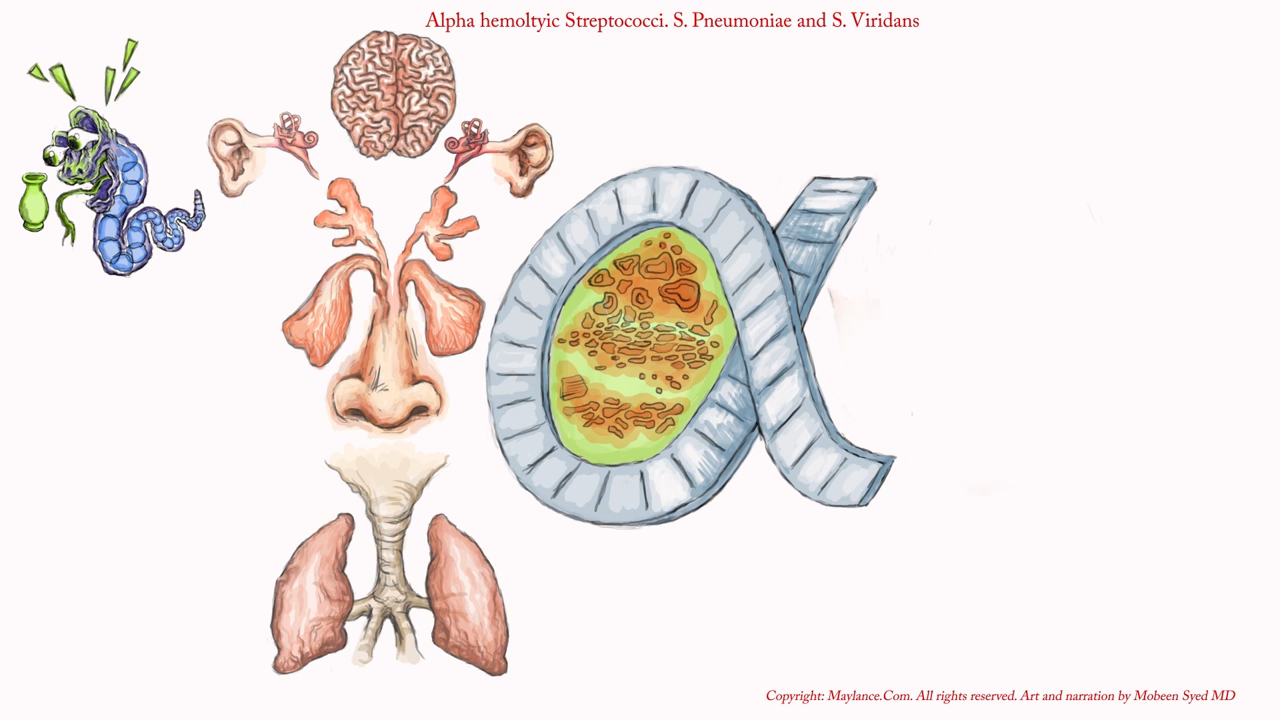 Alpha hemoltyic Streptococci. S. Pneumoniae and S. Viridans
Copyright: Maylance.Com. All rights reserved. Art and narration by Mobeen Syed MD